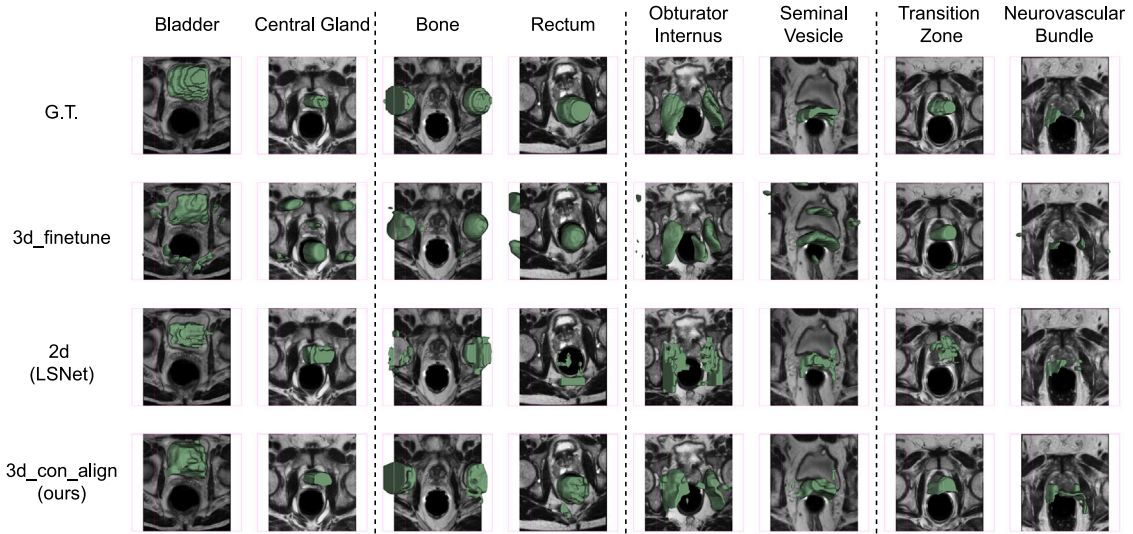 Bladder
Central Gland
Bone
Rectum
Obturator
Internus
Seminal
Vesicle
Transition
Zone
Neurovascular
Bundle
G.T.
3d_finetune
2d
(LSNet)
3d_con_align
(ours)